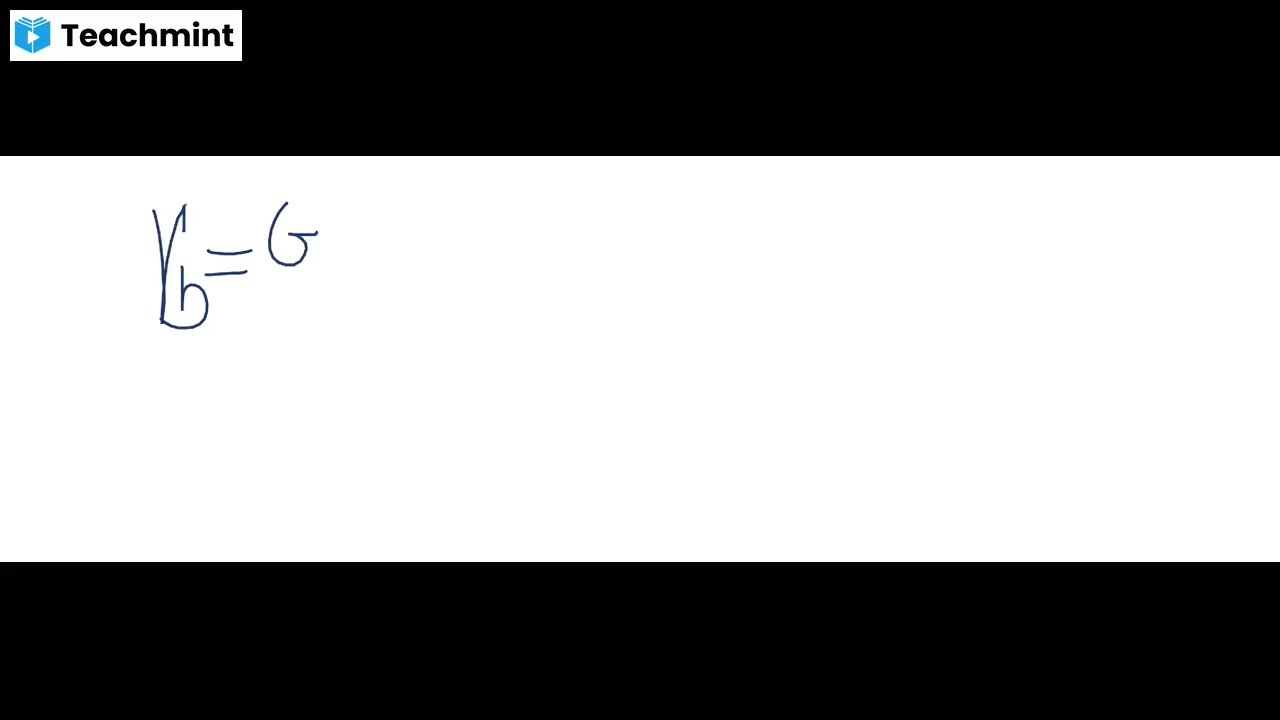 Teachmint
γb = G